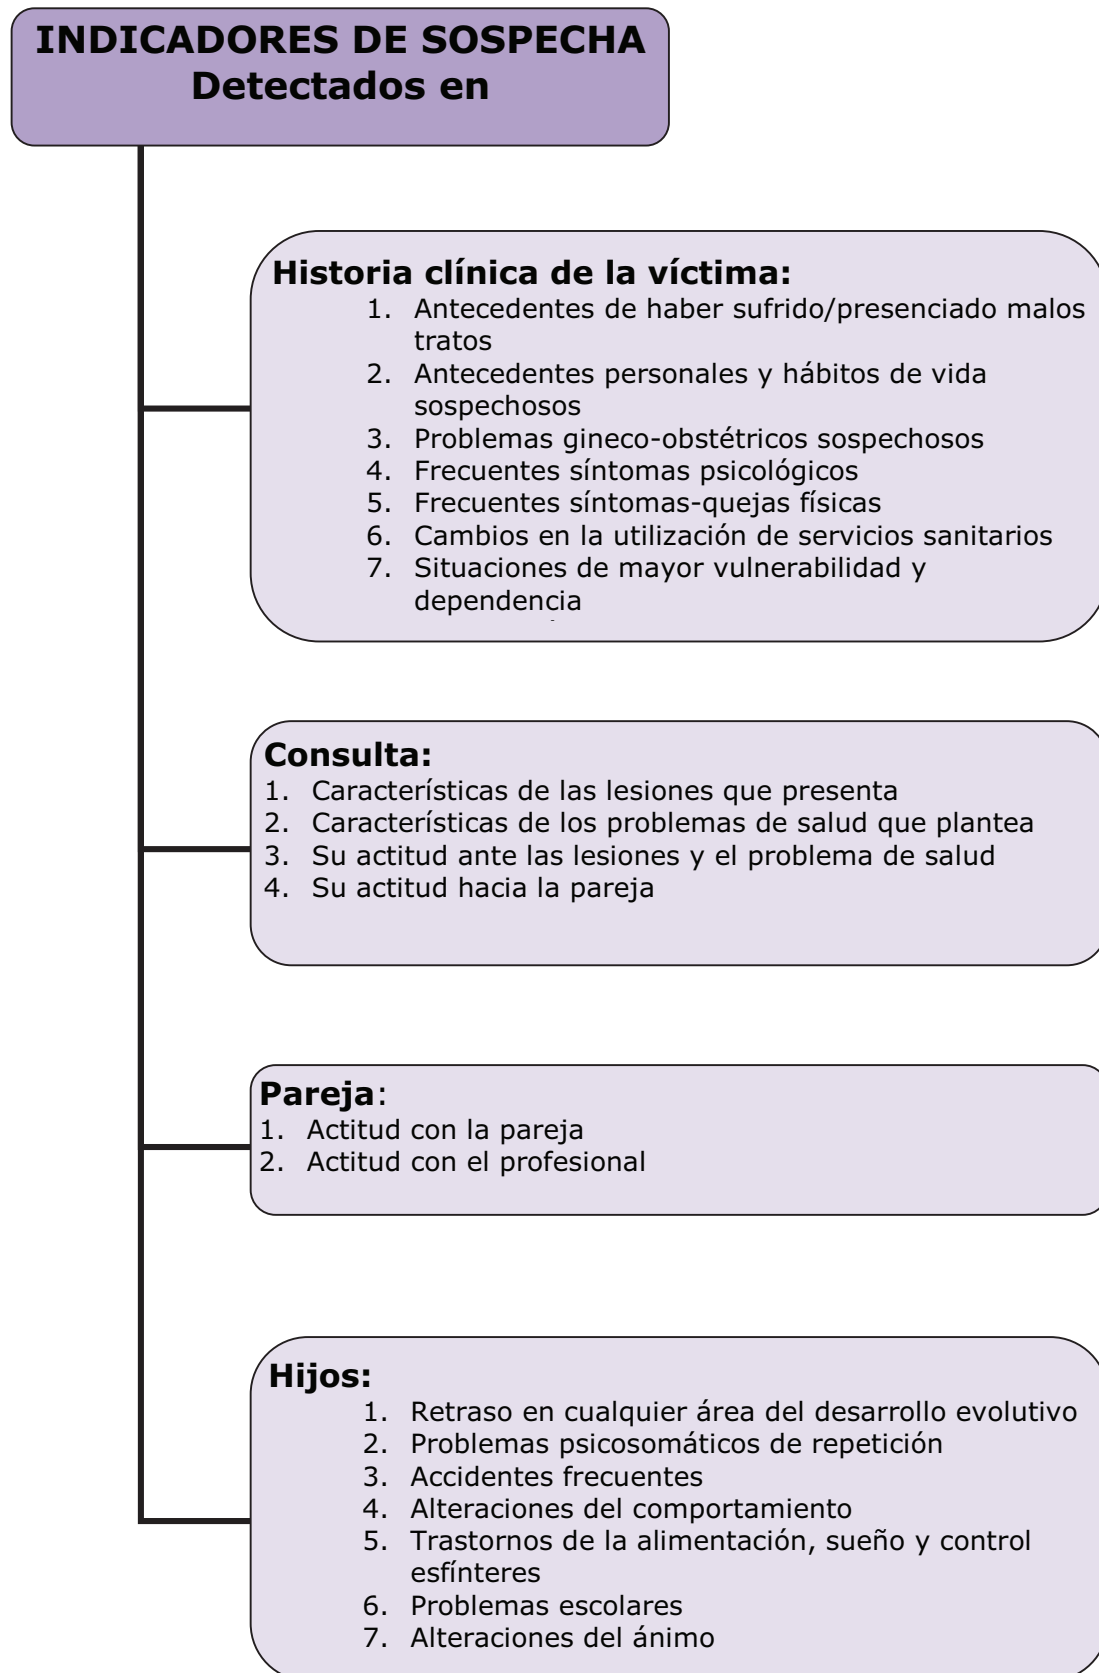 INDICADORES DE SOSPECHA
Detectados en
Historia clínica de la víctima:
1. Antecedentes de haber sufrido/presenciado malos
tratos
2. Antecedentes personales y hábitos de vida
sospechosos
3. Problemas gineco-obstétricos sospechosos
4. Frecuentes síntomas psicológicos
5. Frecuentes síntomas-quejas físicas
6. Cambios en la utilización de servicios sanitarios
7. Situaciones de mayor vulnerabilidad y
dependencia
Consulta:
1. Características de las lesiones que presenta
2. Características de los problemas de salud que plantea
3. Su actitud ante las lesiones y el problema de salud
4. Su actitud hacia la pareja
Pareja:
1. Actitud con la pareja
2. Actitud con el profesional
Hijos:
1. Retraso en cualquier área del desarrollo evolutivo
2. Problemas psicosomáticos de repetición
3. Accidentes frecuentes
4. Alteraciones del comportamiento
5. Trastornos de la alimentación, sueño y control
esfínteres
6. Problemas escolares
7. Alteraciones del ánimo